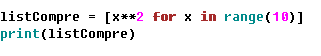 listCompre = [x**2 for x in range(10)]
print(listCompre)